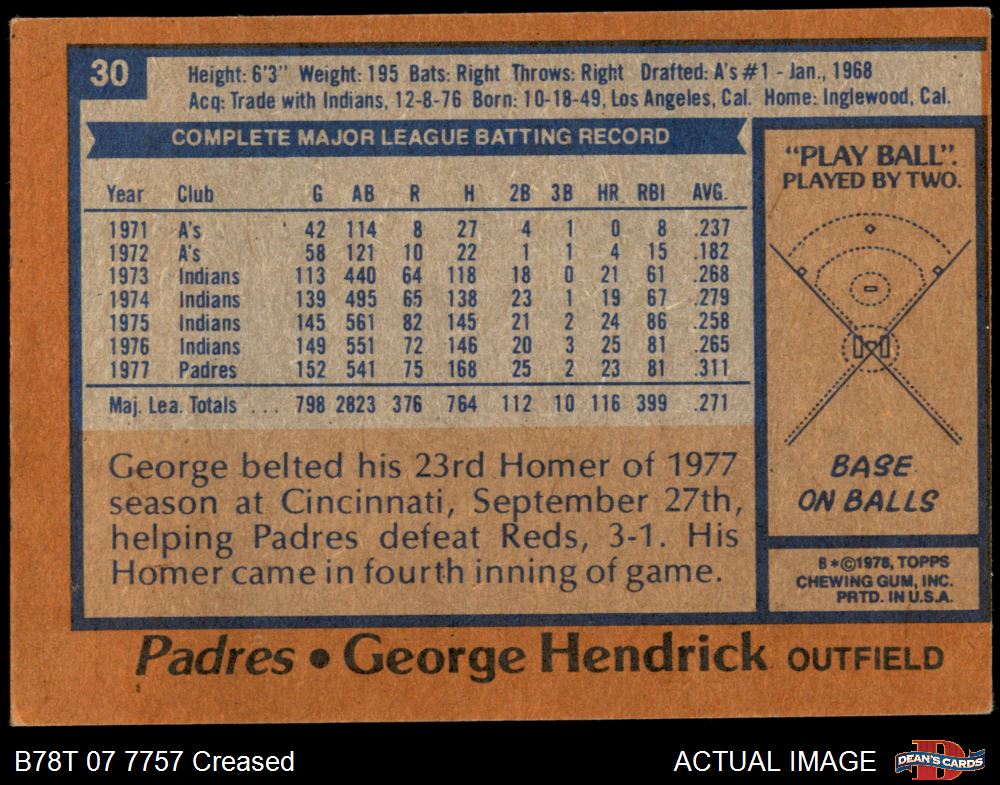 30
Height: 6'3" Weight: 195 Bats: Right Throws: Right Drafted: A's #1 - Jan., 1968
Acq: Trade with Indians, 12-8-76 Born: 10-18-49, Los Angeles, Cal. Home: Inglewood, Cal.
COMPLETE MAJOR LEAGUE BATTING RECORD
Year Club G AB R H 2B 3B HR RBI AVG.
1971 A's 42 114 8 27 4 1 0 8 .237
1972 A's 58 121 10 22 1 1 4 15 .182
1973 Indians 113 440 64 118 18 0 21 61 .268
1974 Indians 139 495 65 138 23 1 19 67 .279
1975 Indians 145 561 82 145 21 2 24 86 .258
1976 Indians 149 551 72 146 20 3 25 81 .265
1977 Padres 152 541 75 168 25 2 23 81 .311
Maj. Lea. Totals ... 798 2823 376 764 112 10 116 399 .271
George belted his 23rd Homer of 1977
season at Cincinnati, September 27th,
helping Padres defeat Reds, 3-1. His
Homer came in fourth inning of game.
"PLAY BALL".
PLAYED BY TWO.
BASE
ON BALLS
B*©1978, TOPPS
CHEWING GUM, INC.
PRTD. IN U.S.A.
Padres • George Hendrick OUTFIELD
B78T 07 7757 Creased
ACTUAL IMAGE
D
DEAN'S CARDS